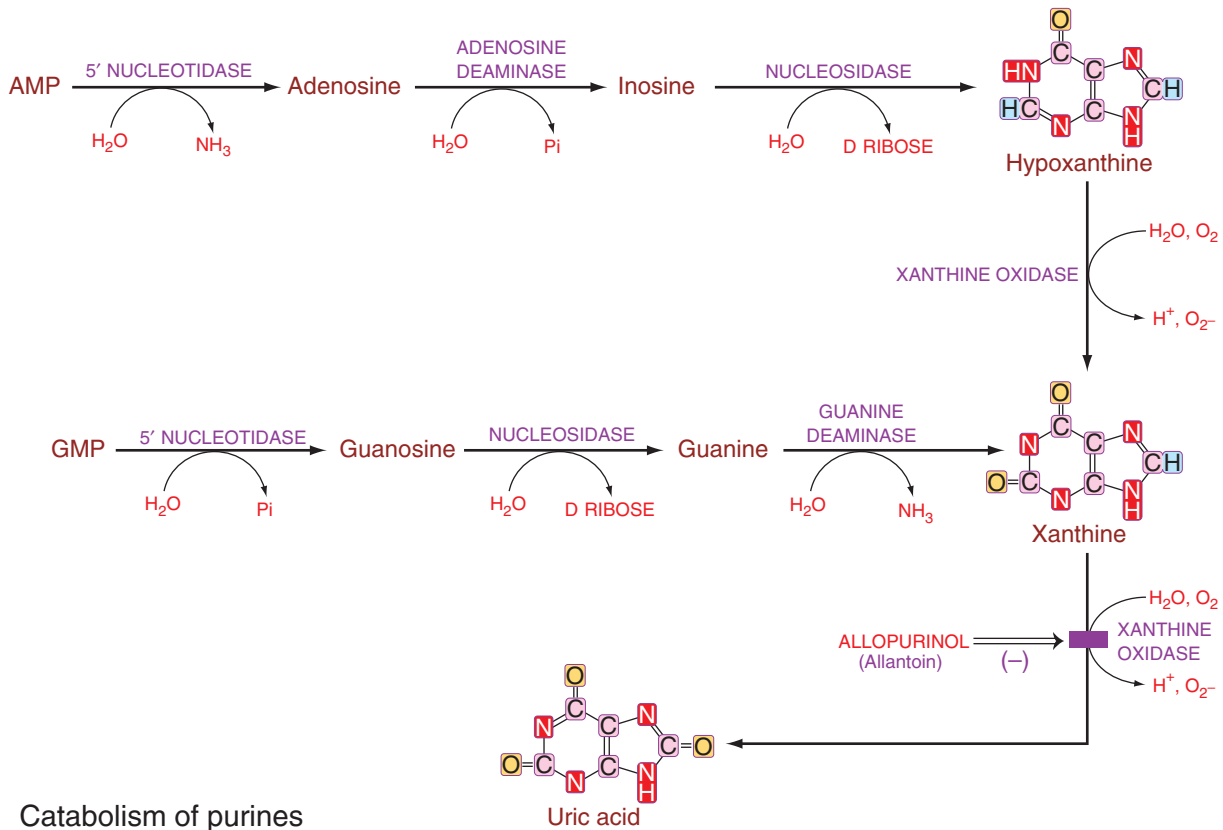 AMP
5′ NUCLEOTIDASE
H₂O
NH₃
Adenosine
ADENOSINE
DEAMINASE
H₂O
Pi
Inosine
NUCLEOSIDASE
H₂O
D RIBOSE
O
C
HN
C
N
HC
C
CH
N
N
H
Hypoxanthine
H₂O, O₂
XANTHINE OXIDASE
H⁺, O₂–
GMP
5′ NUCLEOTIDASE
H₂O
Pi
Guanosine
NUCLEOSIDASE
H₂O
D RIBOSE
Guanine
GUANINE
DEAMINASE
H₂O
NH₃
O
C
N
C
N
O=C
C
CH
N
N
H
Xanthine
H₂O, O₂
ALLOPURINOL
(Allantoin)
(–)
XANTHINE
OXIDASE
H⁺, O₂–
O
C
N
C
N
O=C
C
C=O
N
N
H
Uric acid
Catabolism of purines